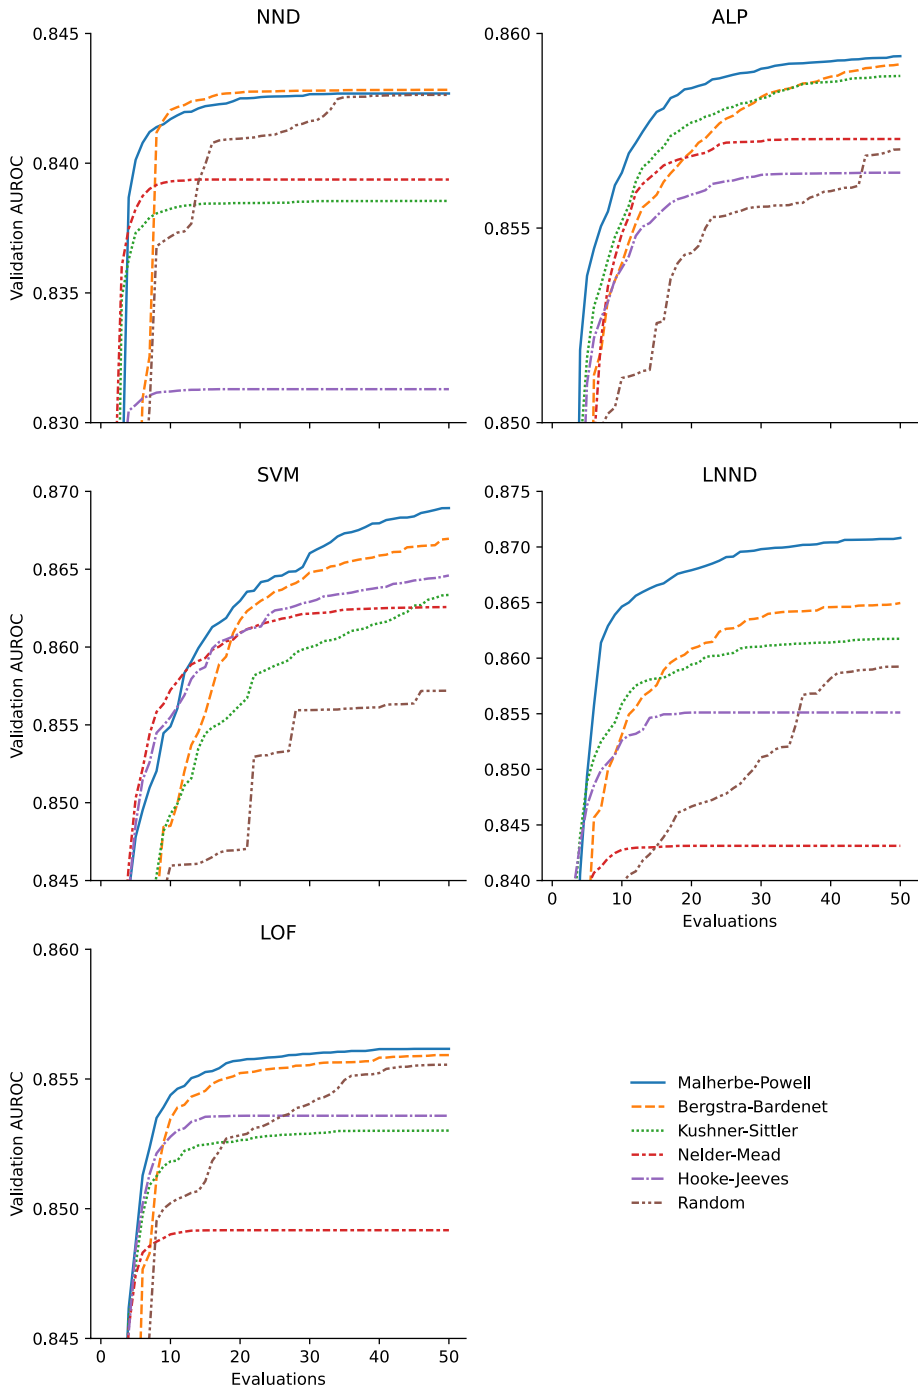 NND
0.845
0.840
0.835
0.830
Validation AUROC
ALP
0.860
0.855
0.850
SVM
0.870
0.865
0.860
0.855
0.850
0.845
Validation AUROC
LNND
0.875
0.870
0.865
0.860
0.855
0.850
0.845
0.840
0 10 20 30 40 50
Evaluations
LOF
0.860
0.855
0.850
0.845
Validation AUROC
0 10 20 30 40 50
Evaluations
Malherbe-Powell
Bergstra-Bardenet
Kushner-Sittler
Nelder-Mead
Hooke-Jeeves
Random